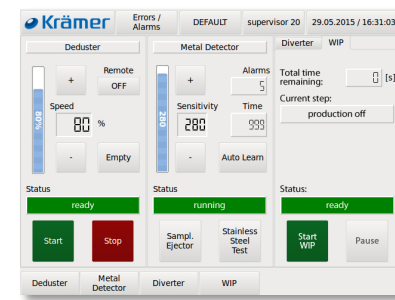 Krämer
Errors /
Alarms
DEFAULT
supervisor 20
29.05.2015 / 16:31:03
Deduster
+
Remote
OFF
Speed
80%
80 %
-
Empty
Status
ready
Start
Stop
Metal Detector
+
Alarms
5
Sensitivity
Time
280
280
999
-
Auto Learn
Status
running
Sampl.
Ejector
Stainless
Steel
Test
Diverter
WIP
Total time
remaining:
0 [s]
Current step:
production off
Status:
ready
Start
WIP
Pause
Deduster
Metal
Detector
Diverter
WIP